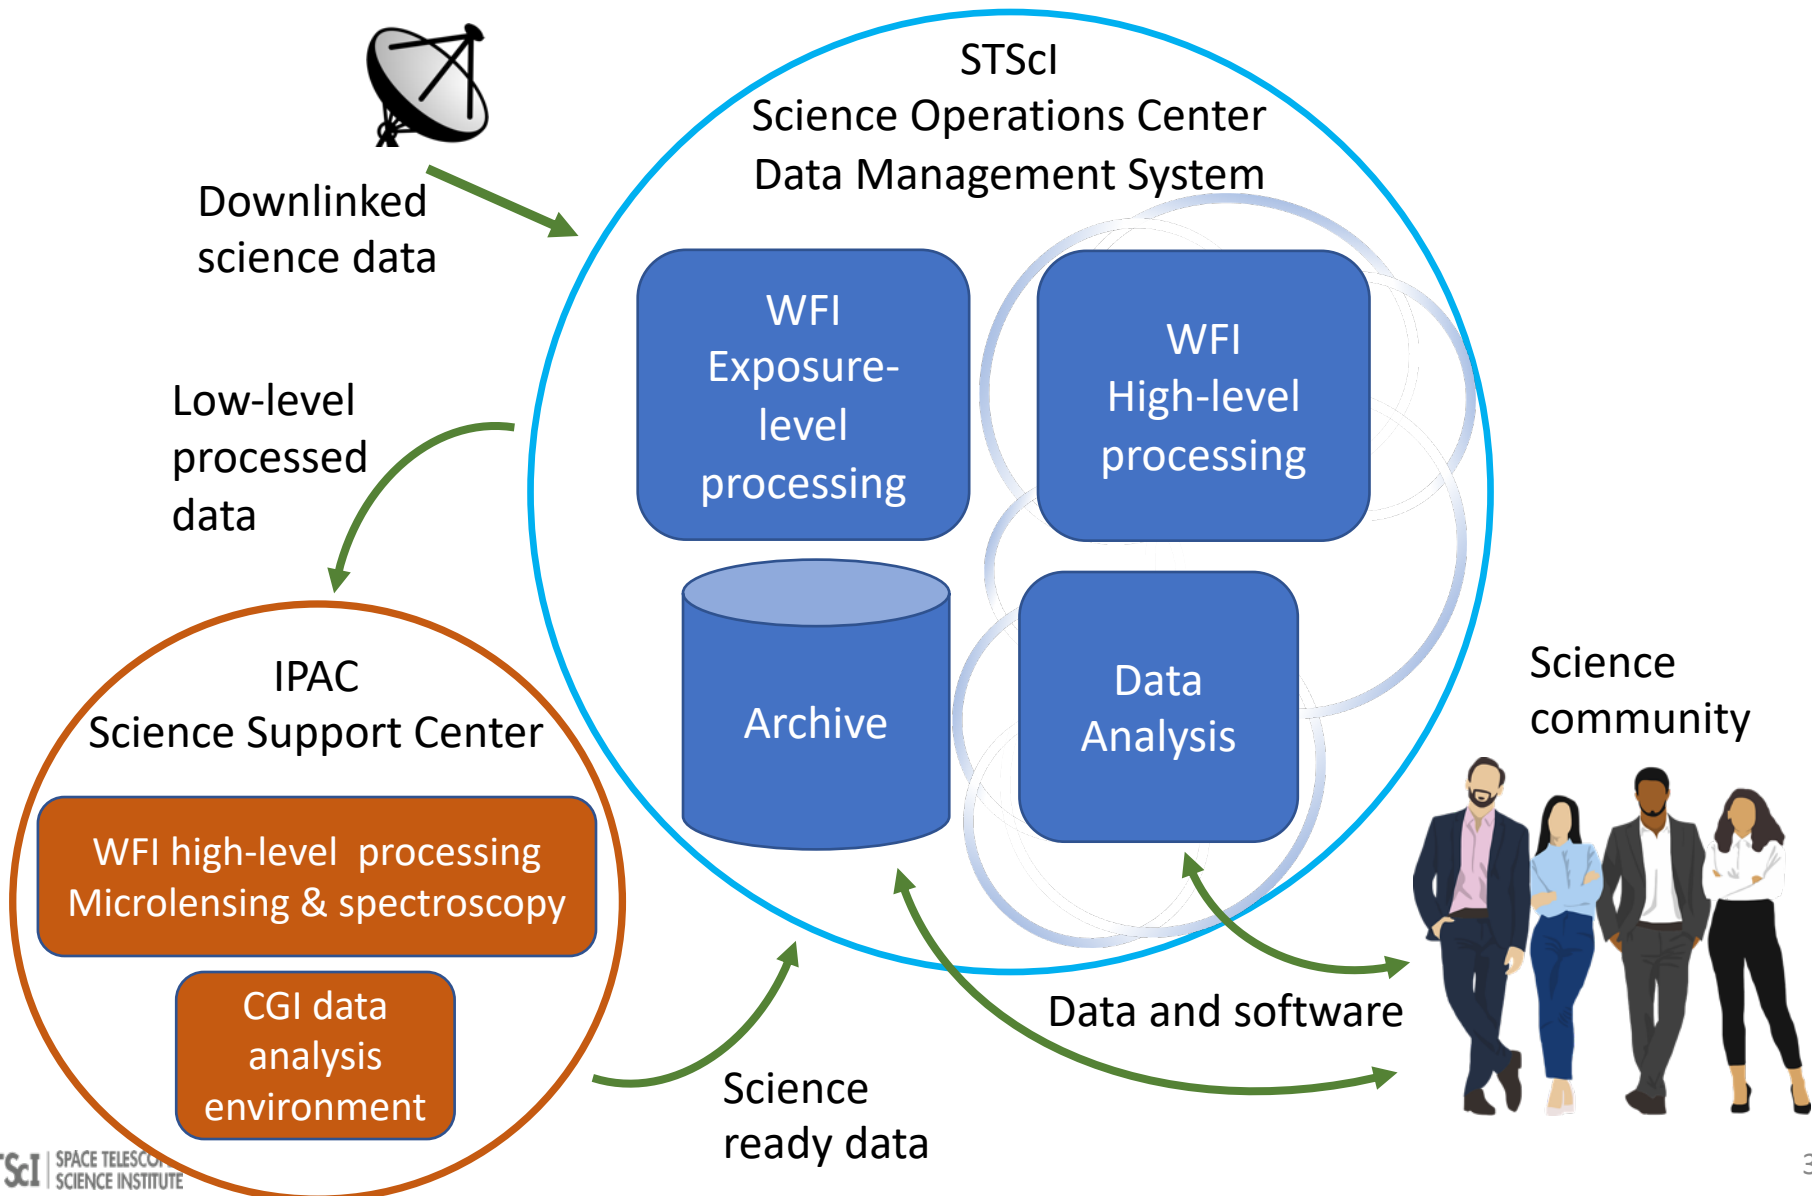 STScI
Science Operations Center
Data Management System
Downlinked
science data
WFI
Exposure-
level
processing
WFI
High-level
processing
Low-level
processed
data
Archive
Data
Analysis
IPAC
Science Support Center
WFI high-level  processing
Microlensing & spectroscopy
CGI data
analysis
environment
Science
community
Data and software
Science
ready data
SPACE
SCIENCE INSTITUTE
3